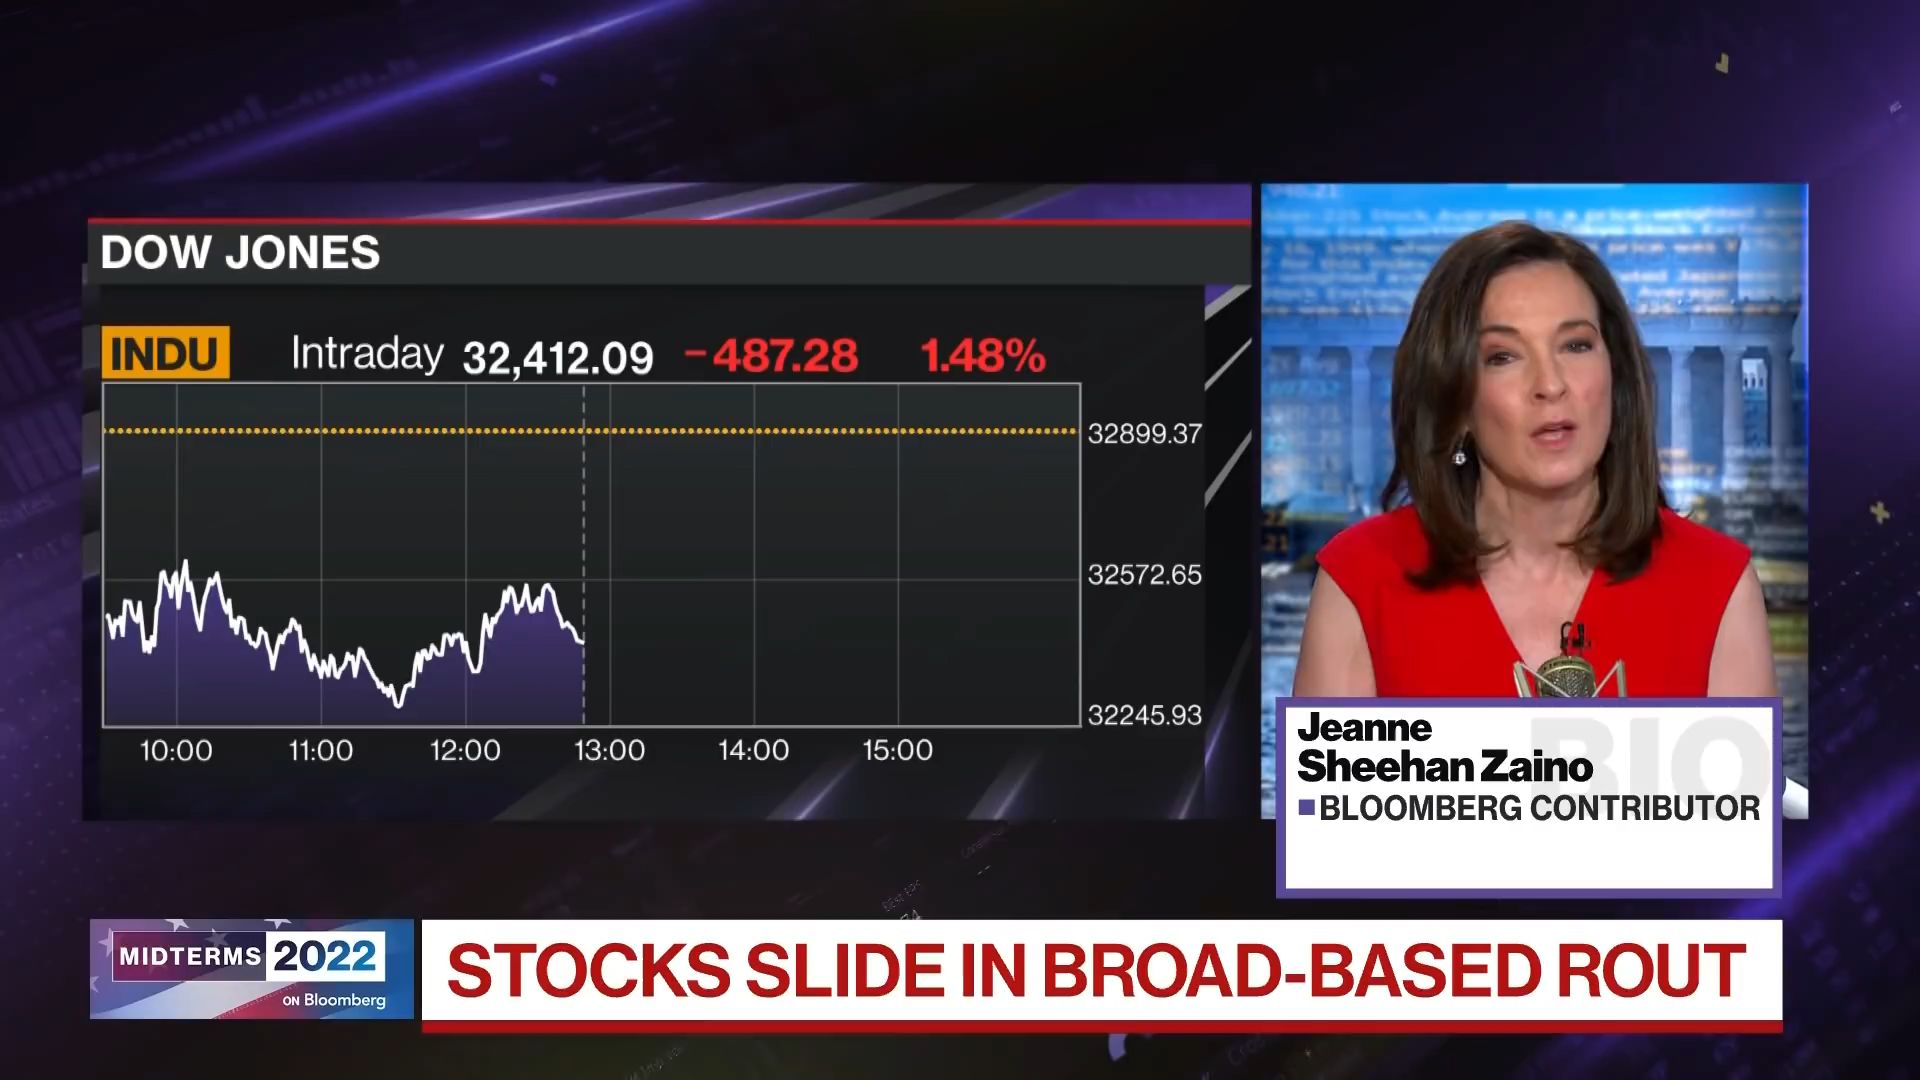 DOW JONES
INDU Intraday 32,412.09 -487.28 1.48%
32899.37
32572.65
32245.93
10:00 11:00 12:00 13:00 14:00 15:00
BIO
Jeanne
Sheehan Zaino
BLOOMBERG CONTRIBUTOR
MIDTERMS 2022
ON Bloomberg
STOCKS SLIDE IN BROAD-BASED ROUT